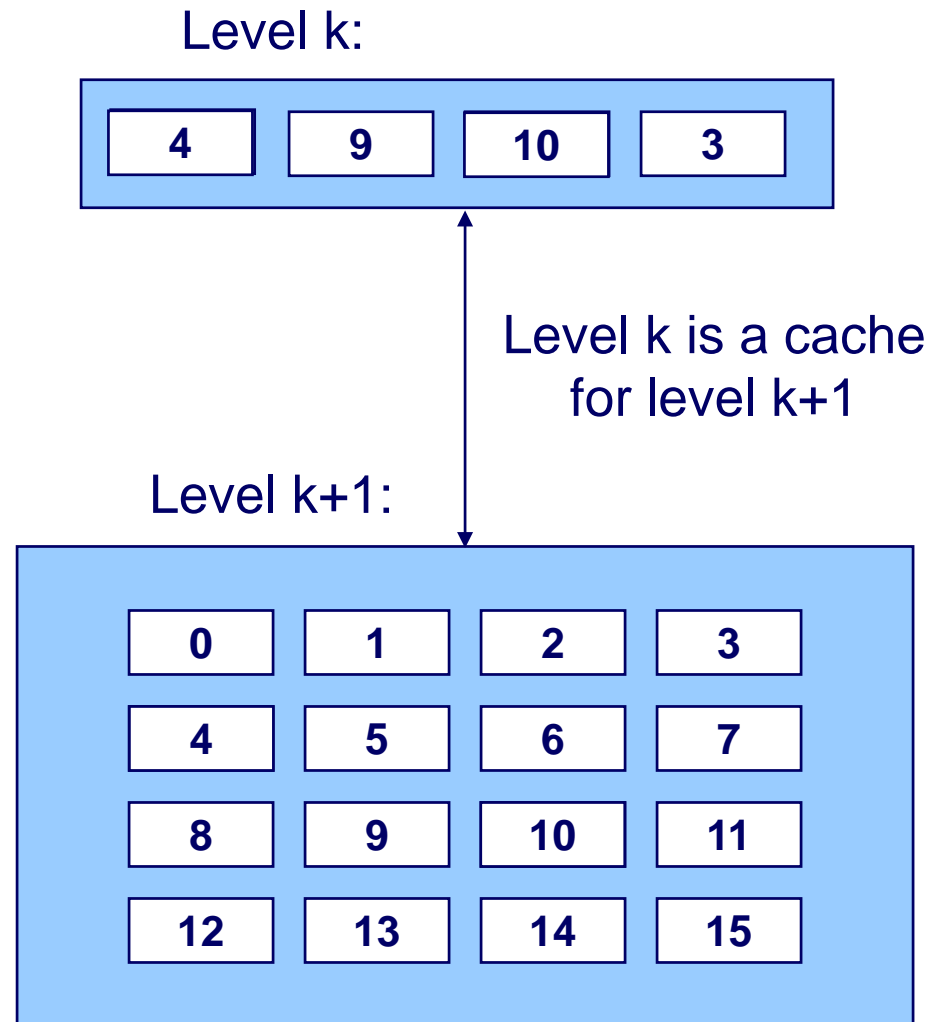 Level k:
4 9 10 3
Level k is a cache
for level k+1
Level k+1:
0 1 2 3
4 5 6 7
8 9 10 11
12 13 14 15